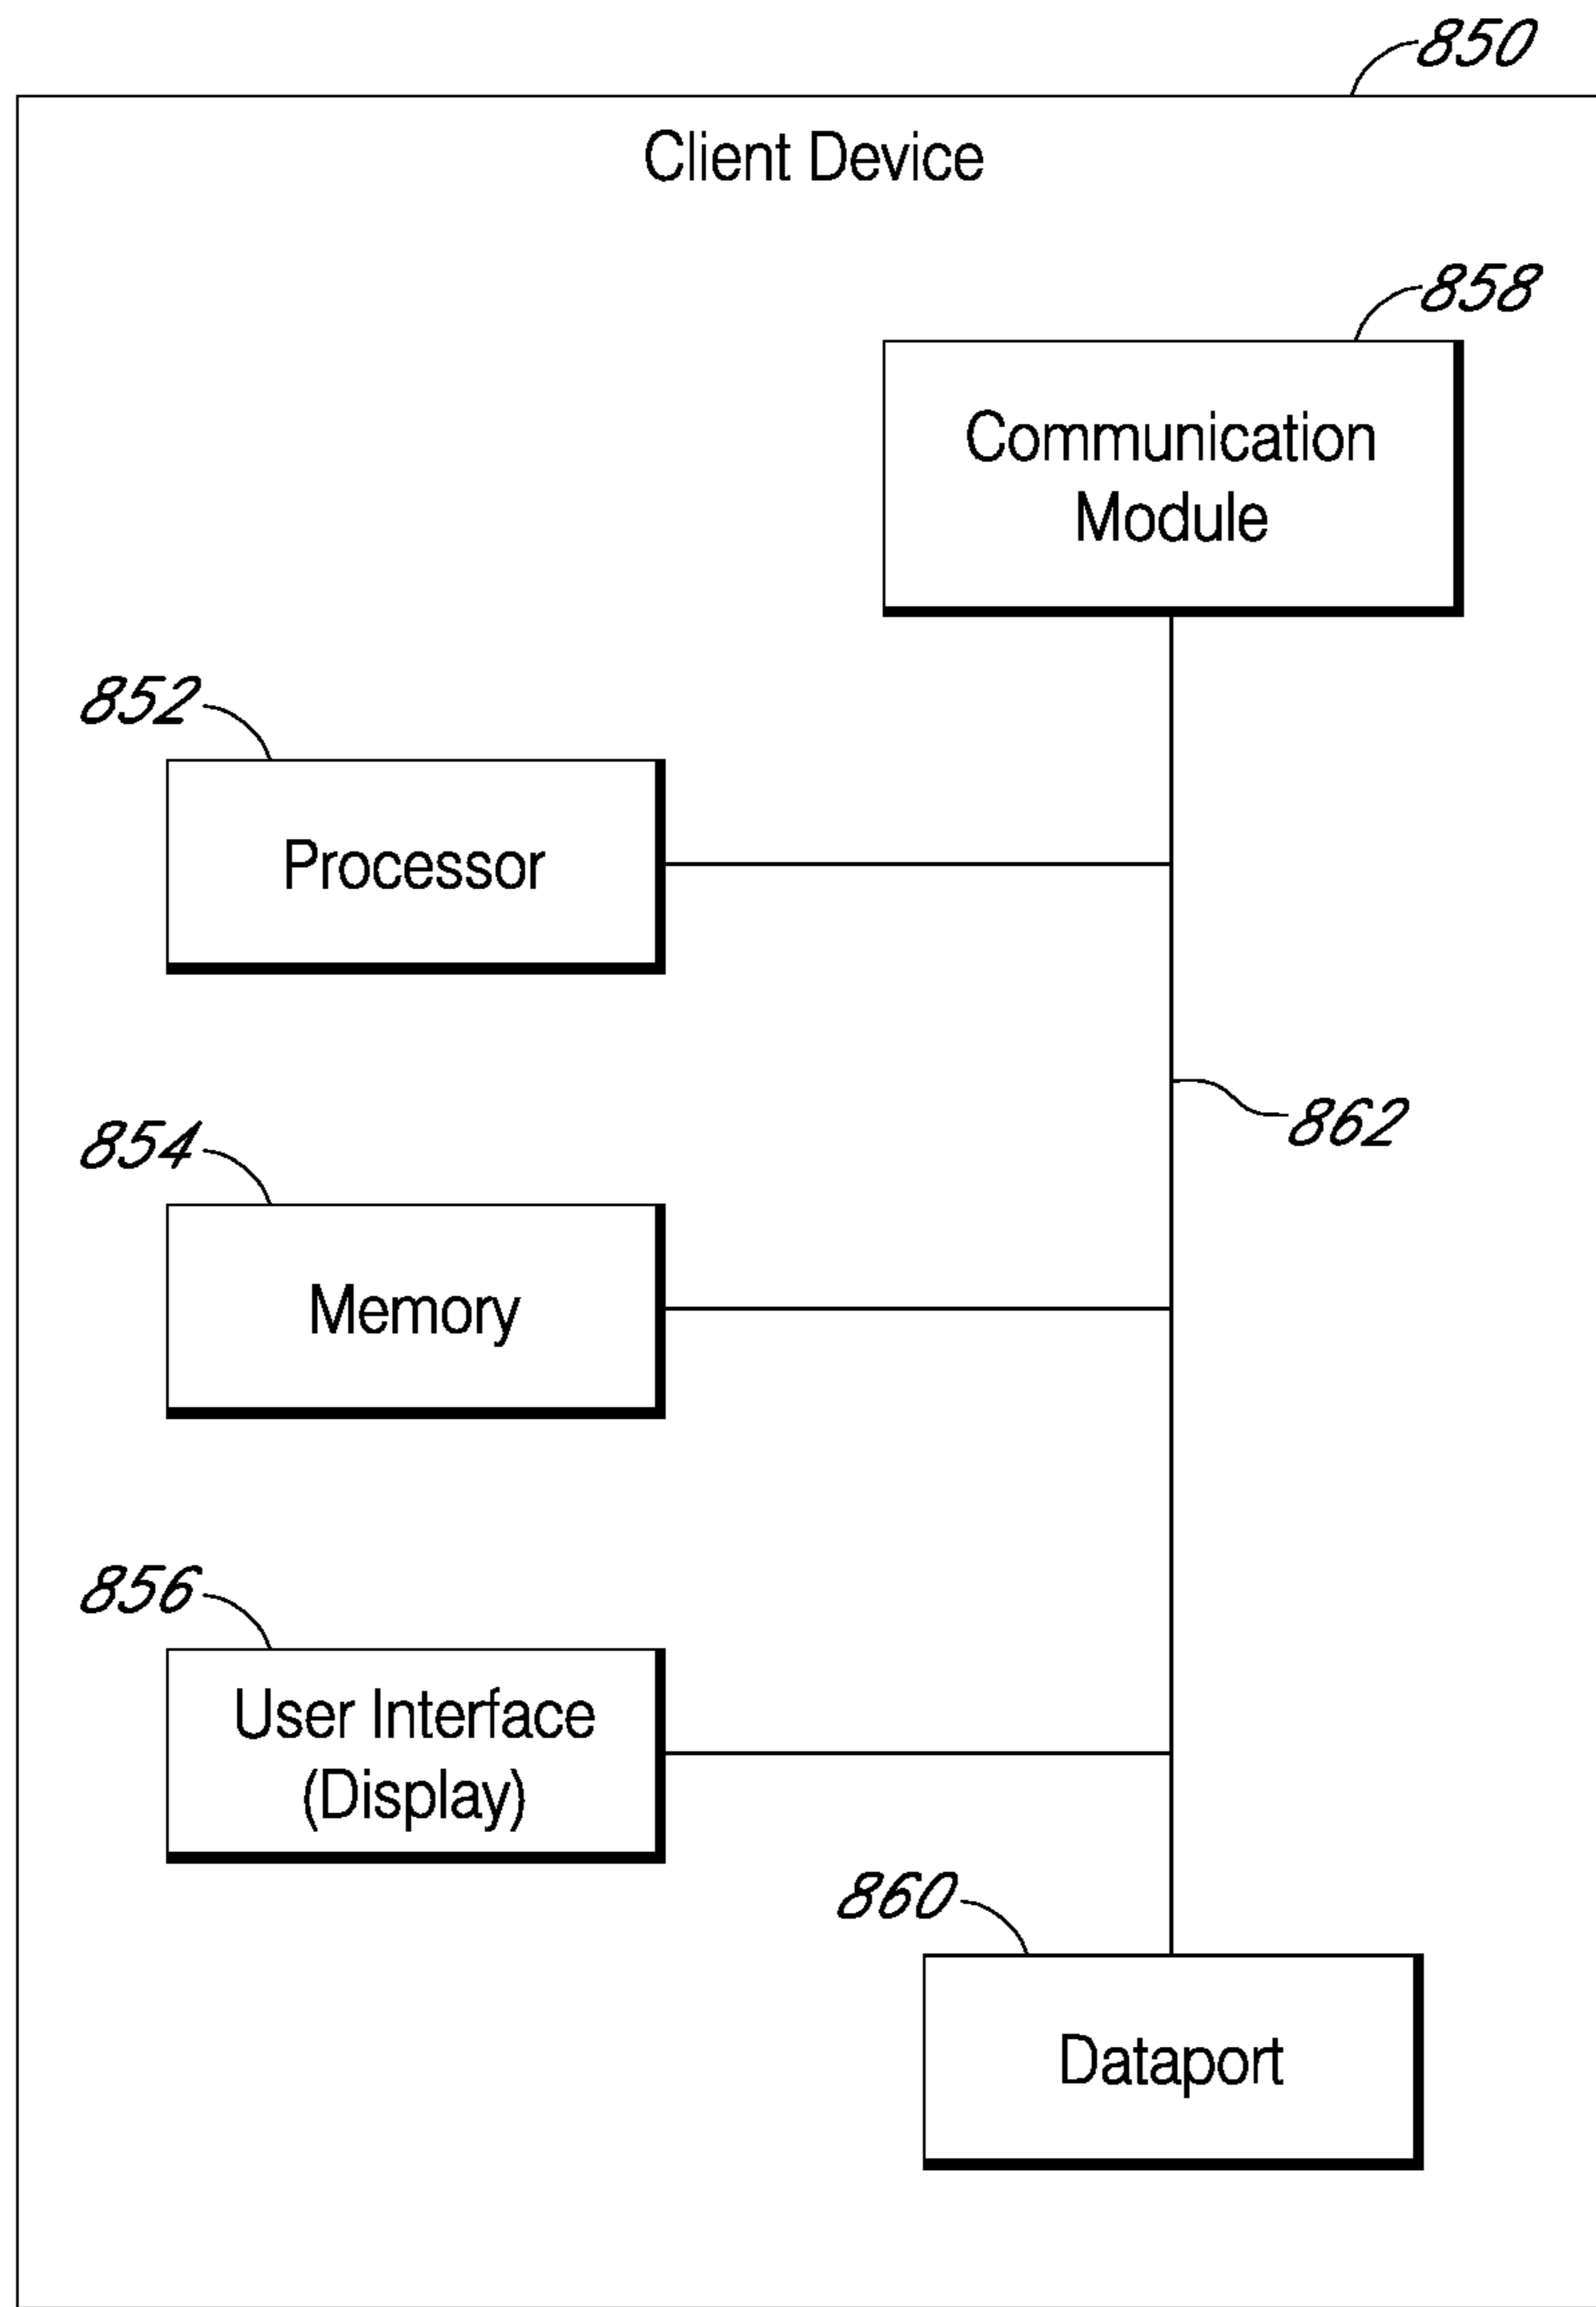 850
Client Device
858
Communication
Module
852
Processor
862
854
Memory
856
User Interface
(Display)
860
Dataport